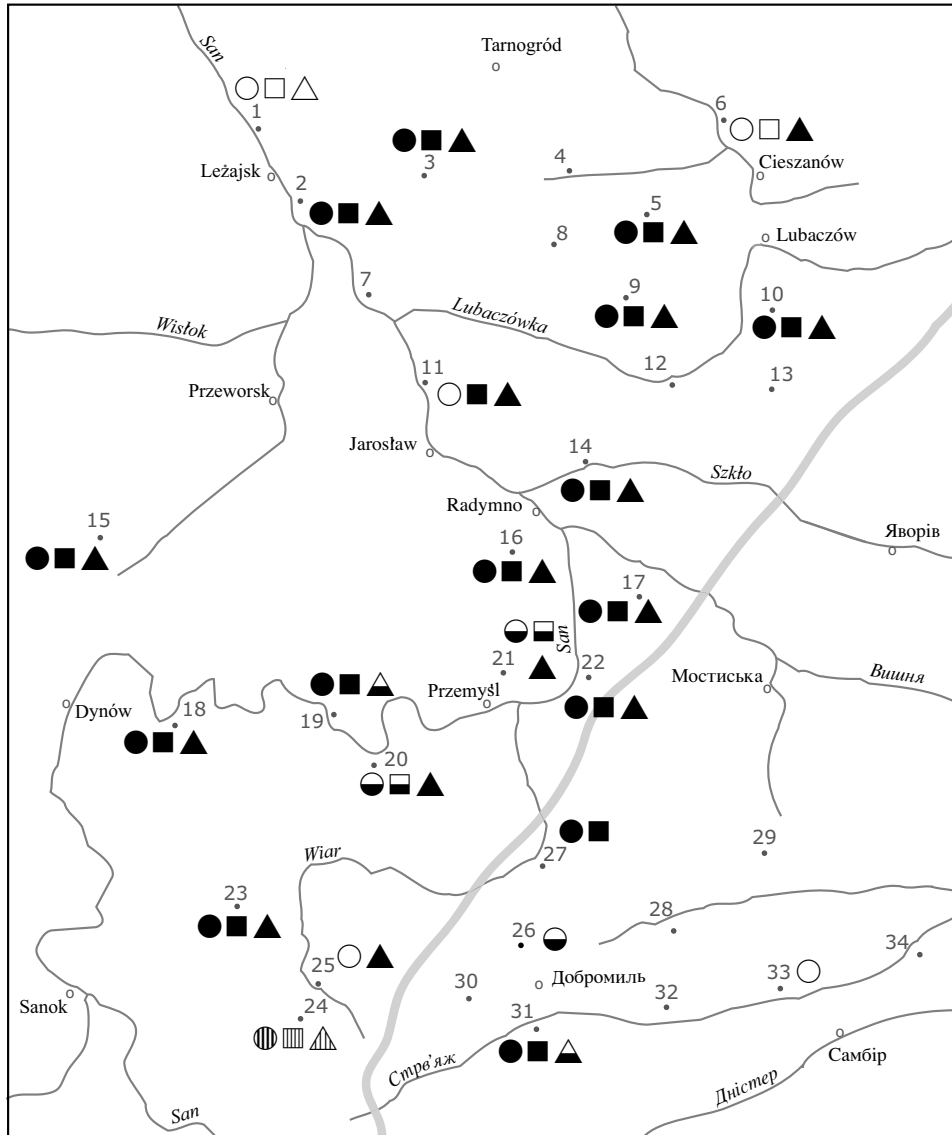 San
Tarnogród
1
6
3
4
Cieszanów
Leżajsk
2
5
8
Lubaczów
7
9
10
Wisłok
Lubaczówka
11
12
13
Przeworsk
Jarosław
14
Szkło
Radymno
15
16
Яворів
17
San
21
22
Мостиська
Вишня
Dynów
18
19
Przemyśl
20
Wiar
27
29
23
26
28
34
25
30
Добромиль
33
Sanok
24
31
32
Самбір
Стрв'яж
Дністер
San